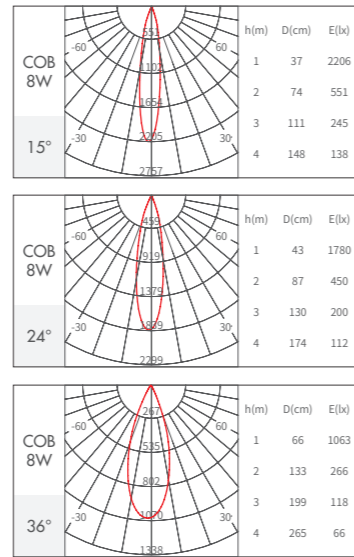 COB
8W
15°
-60
60
-30
30
551
1102
1654
2205
2757
h(m) D(cm) E(lx)
1 37 2206
2 74 551
3 111 245
4 148 138
COB
8W
24°
-60
60
-30
30
459
919
1379
1839
2299
h(m) D(cm) E(lx)
1 43 1780
2 87 450
3 130 200
4 174 112
COB
8W
36°
-60
60
-30
30
267
535
802
1070
1338
h(m) D(cm) E(lx)
1 66 1063
2 133 266
3 199 118
4 265 66